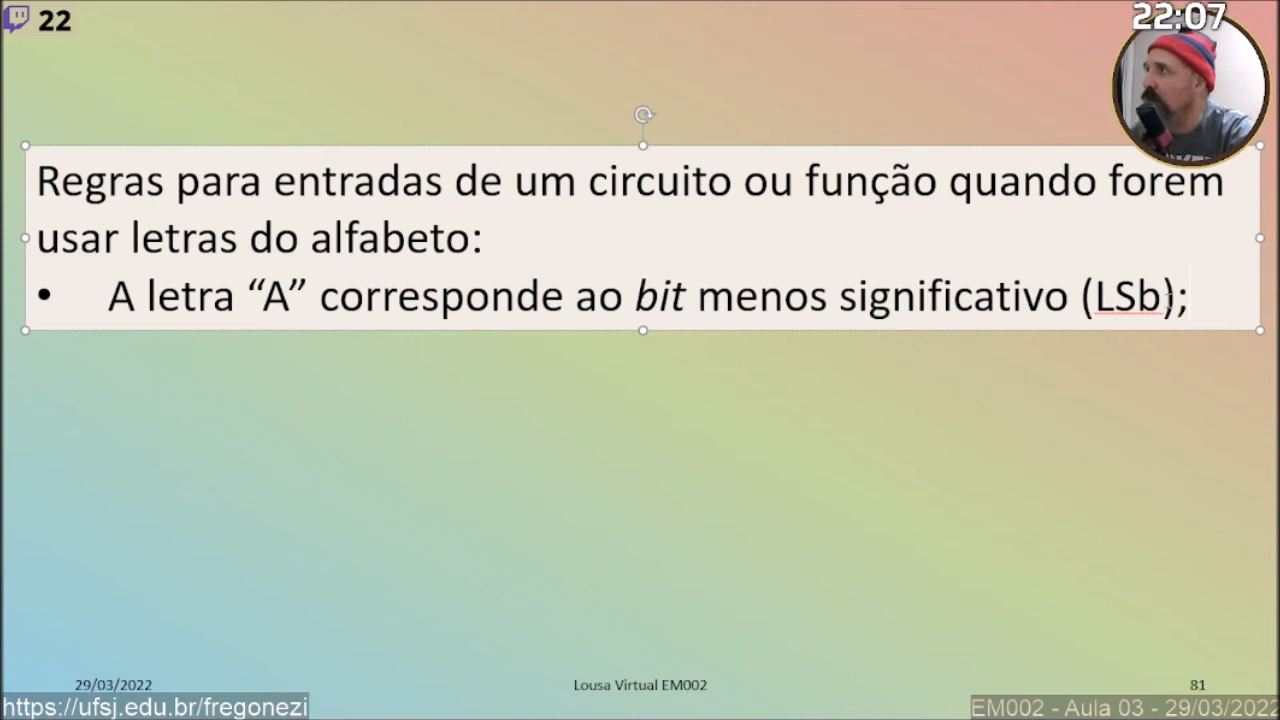 22
22:07
Regras para entradas de um circuito ou função quando forem
usar letras do alfabeto:
• A letra “A” corresponde ao bit menos significativo (LSb);
29/03/2022
Lousa Virtual EM002
81
https://ufsj.edu.br/fregonezi
EM002 - Aula 03 - 29/03/2022